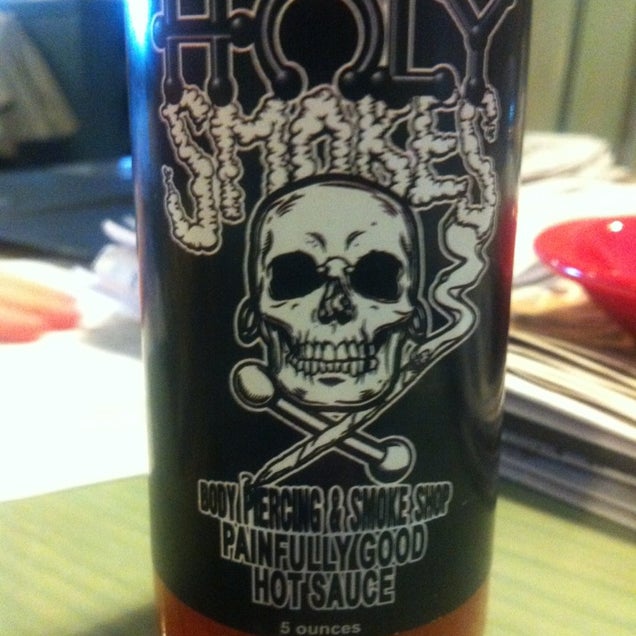 HOLY
SMOKES
BODY PIERCING & SMOKE SHOP
PAINFULLY GOOD
HOT SAUCE
5 ounces